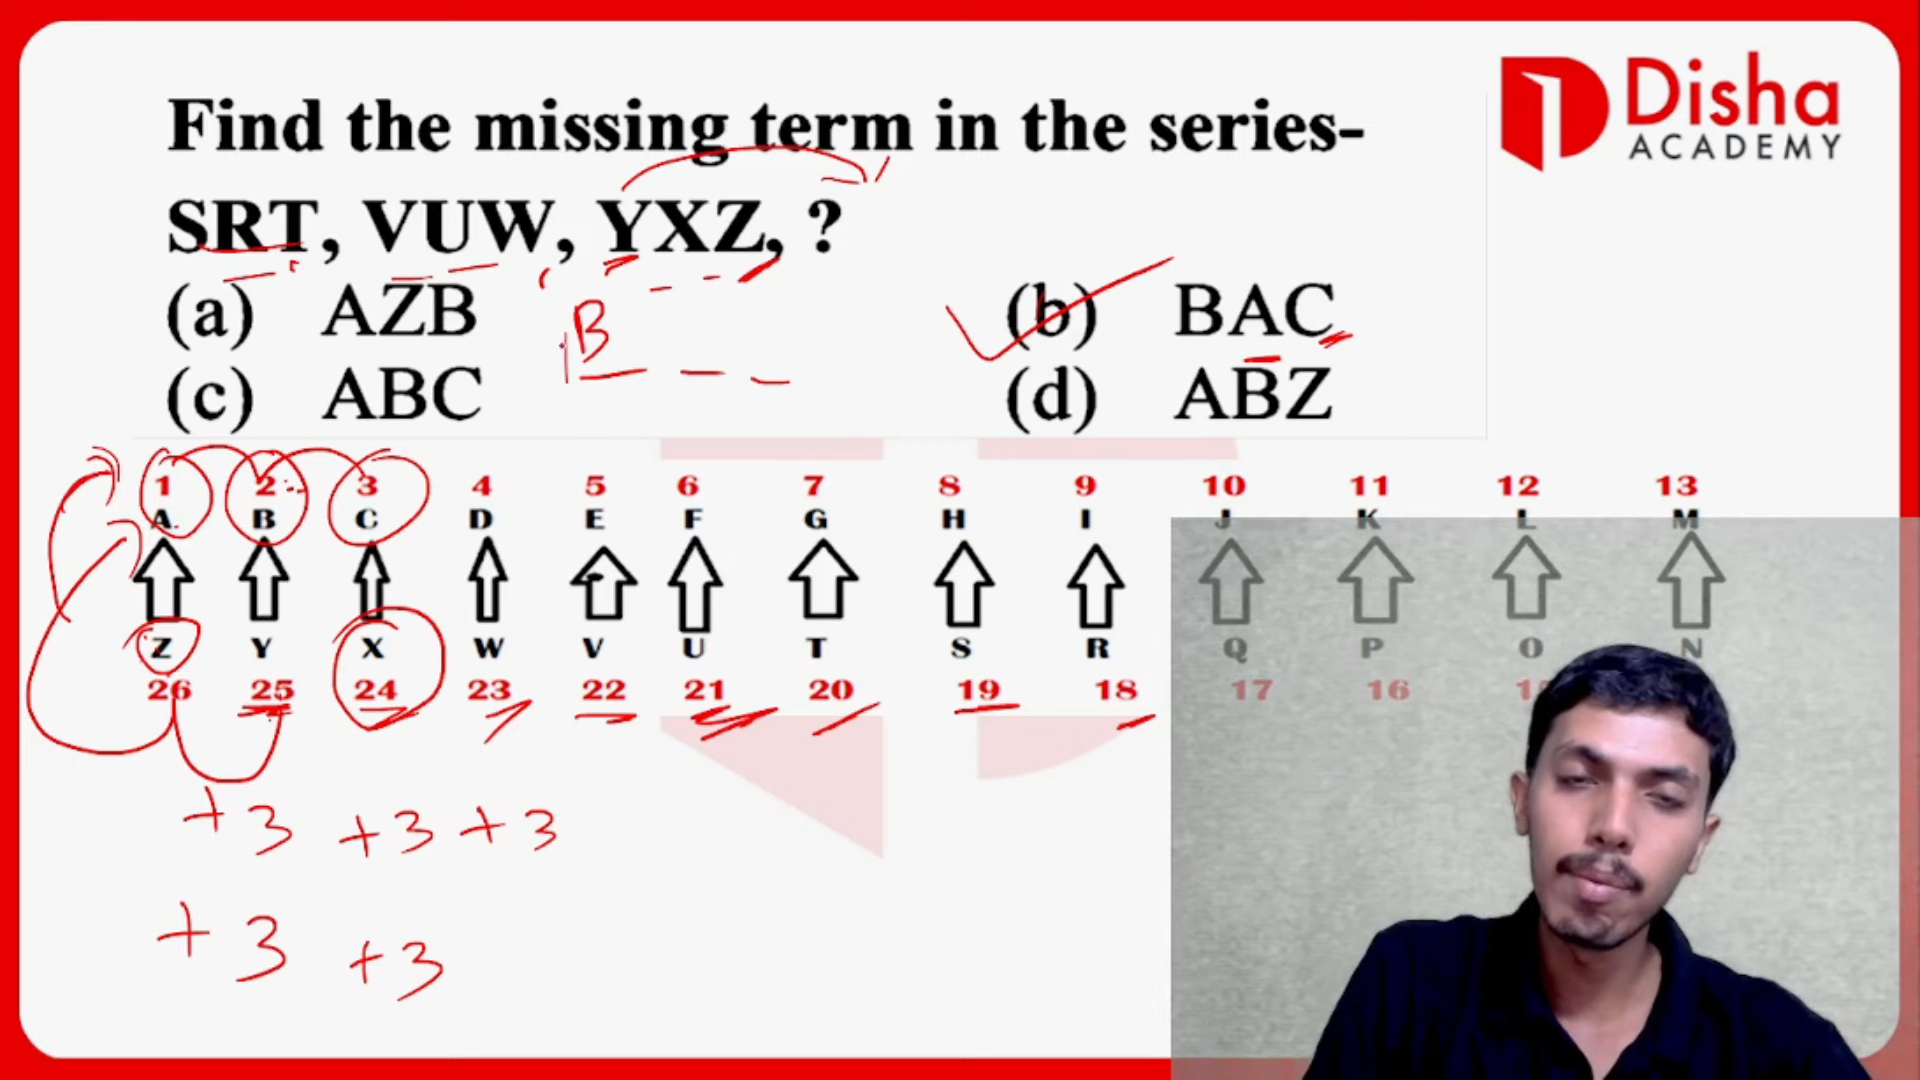 Find the missing term in the series-
SRT, VUW, YXZ, ?
(a) AZB
(b) BAC
(c) ABC
(d) ABZ
B
Disha
ACADEMY
1 2 3 4 5 6 7 8 9 10 11 12 13
A B C D E F G H I J K L M
Z Y X W V U T S R Q P O N
26 25 24 23 22 21 20 19 18 17 16
+3 +3 +3
+3 +3